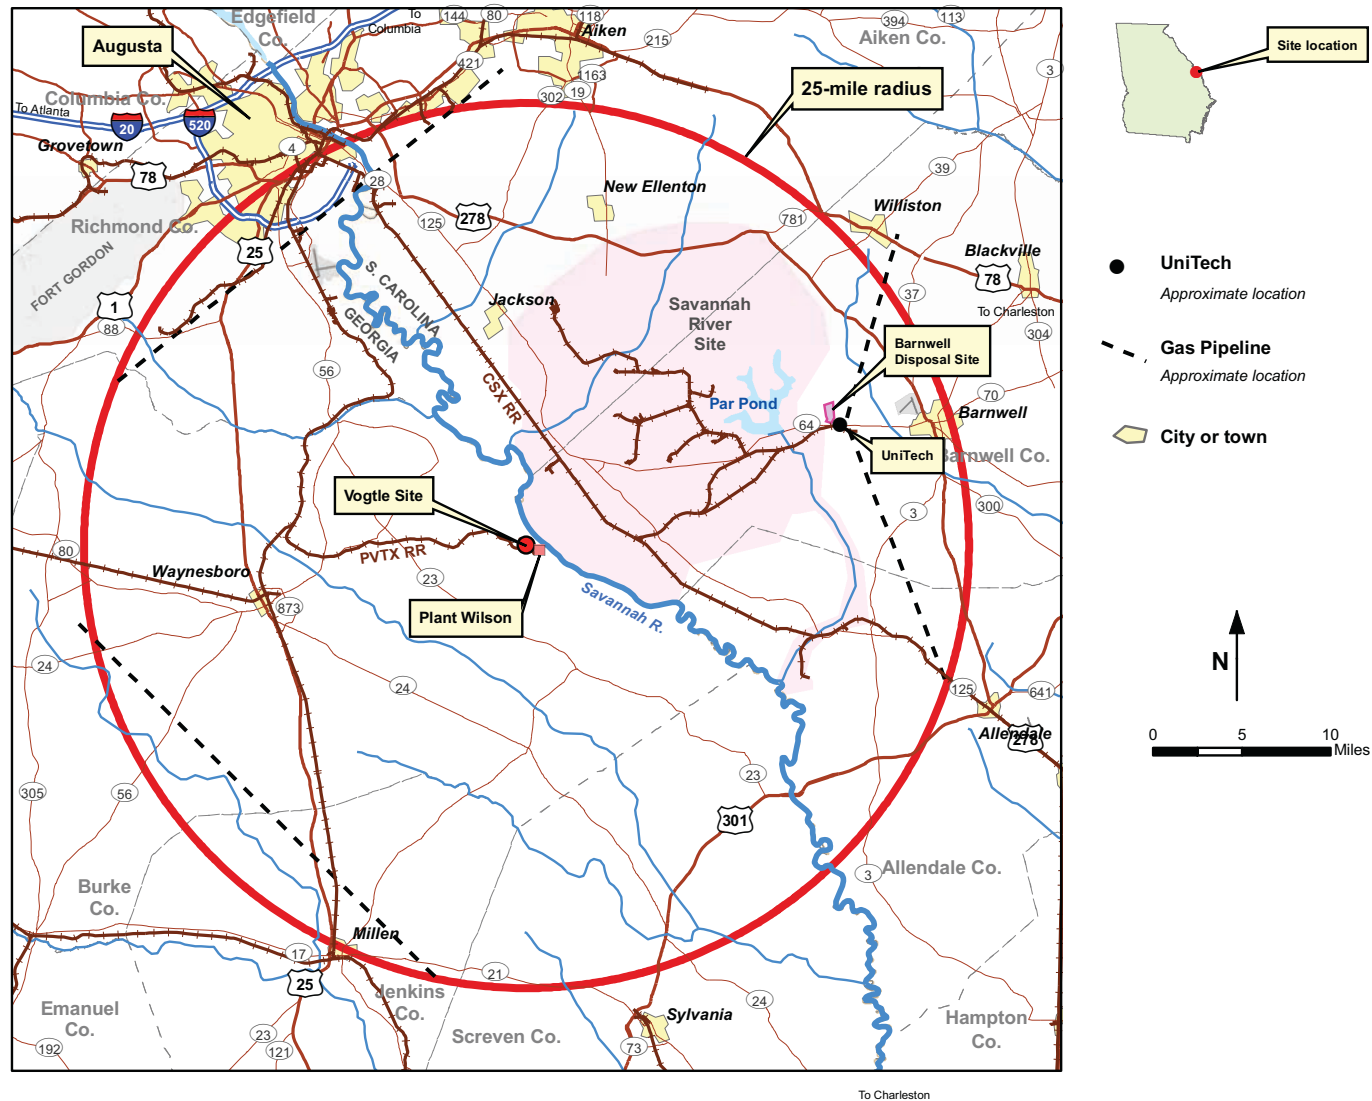 Edgefield
Co.
To
Columbia
144
80
118
Aiken
215
394
113
Aiken Co.
3
Augusta
421
1163
19
302
25-mile radius
Site location
Columbia Co.
To Atlanta
20
520
Grovetown
4
78
28
39
New Ellenton
Williston
Richmond Co.
125
278
781
Blackville
25
FORT GORDON
78
UniTech
Approximate location
S. CAROLINA
GEORGIA
Jackson
Savannah
River
Site
37
To Charleston
1
88
304
Barnwell
Disposal Site
Gas Pipeline
Approximate location
56
CSX RR
Par Pond
70
Barnwell
64
City or town
UniTech
Barnwell Co.
Vogtle Site
3
300
80
PVTX RR
Waynesboro
23
873
Savannah R.
Plant Wilson
24
24
125
641
N
Allendale
278
0
5
10
Miles
23
305
56
301
3
Allendale Co.
Burke
Co.
Millen
17
21
25
Jenkins
Co.
24
Emanuel
Co.
Sylvania
Hampton
Co.
23
121
Screven Co.
192
73
To Charleston